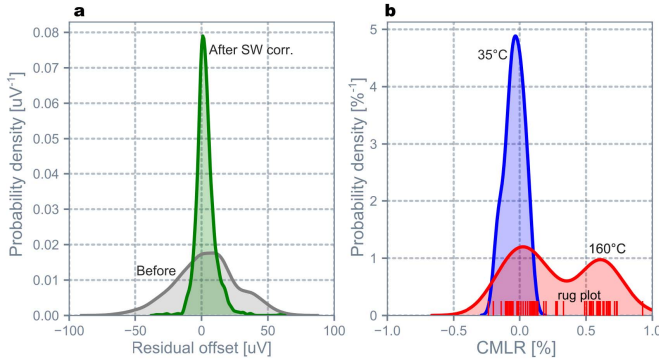 a
b
0.08
0.07
0.06
0.05
0.04
0.03
0.02
0.01
0.00
Probability density [uV-1]
After SW corr.
Before
−100
−50
0
50
100
Residual offset [uV]
5
4
3
2
1
0
Probability density [%-1]
35°C
160°C
rug plot
−1.0
−0.5
0.0
0.5
1.0
CMLR [%]